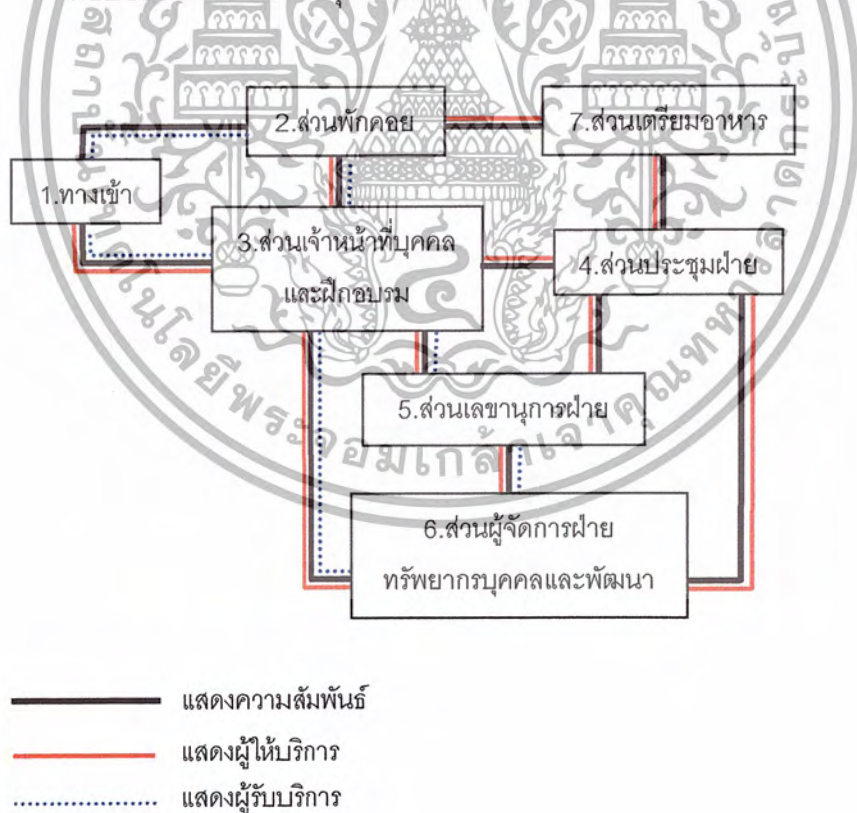 2.ส่วนพักคอย
7.ส่วนเตรียมอาหาร
1.ทางเข้า
3.ส่วนเจ้าหน้าที่บุคคล
และฝึกอบรม
4.ส่วนประชุมฝ่าย
5.ส่วนเลขานุการฝ่าย
6.ส่วนผู้จัดการฝ่าย
ทรัพยากรบุคคลและพัฒนา
แสดงความสัมพันธ์
แสดงผู้ให้บริการ
แสดงผู้รับบริการ